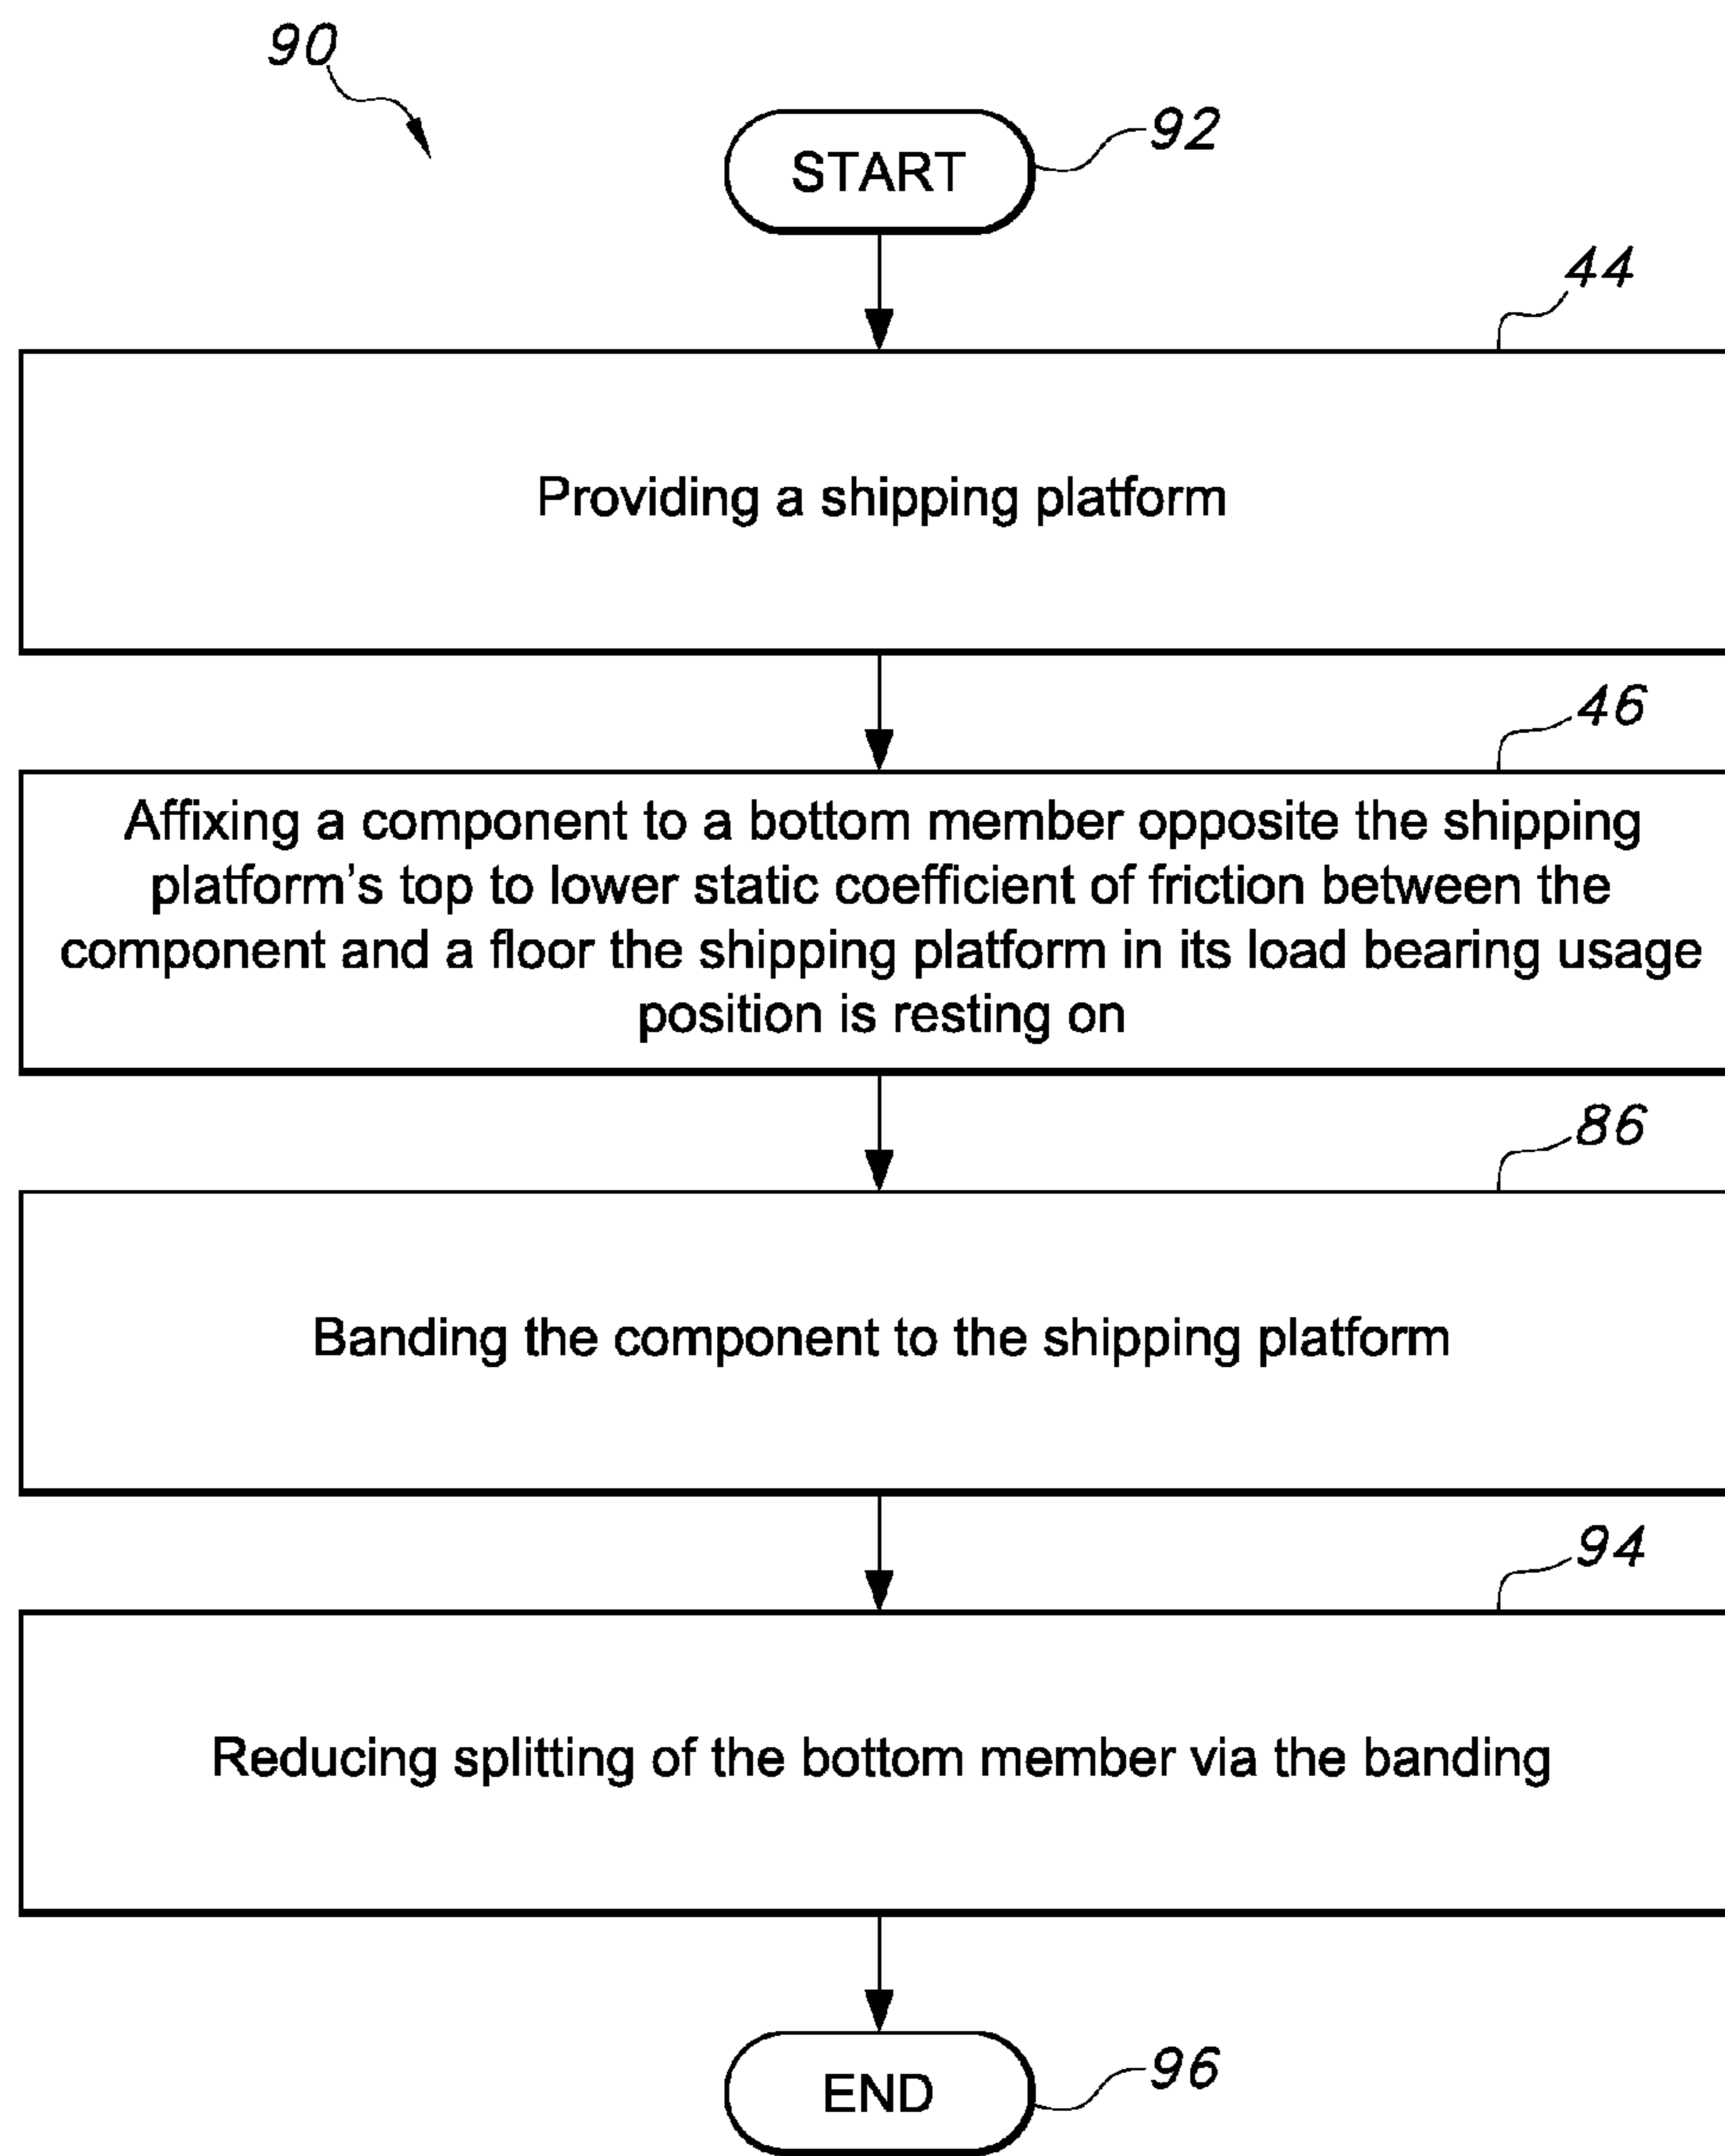 90
START
92
44
Providing a shipping platform
46
Affixing a component to a bottom member opposite the shipping
platform's top to lower static coefficient of friction between the
component and a floor the shipping platform in its load bearing usage
position is resting on
86
Banding the component to the shipping platform
94
Reducing splitting of the bottom member via the banding
END
96